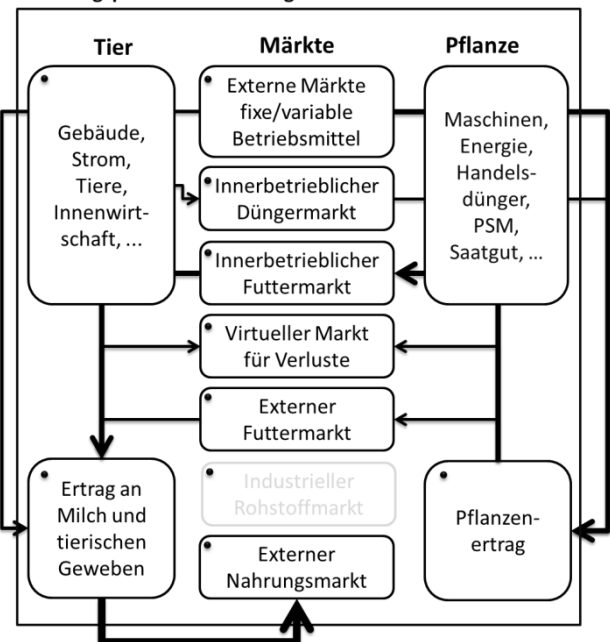 Tier
Märkte
Pflanze
Gebäude,
Strom,
Tiere,
Innenwirt-
schaft, ...
Externe Märkte
fixe/variable
Betriebsmittel
Maschinen,
Energie,
Handels-
dünger,
PSM,
Saatgut, ...
Innerbetrieblicher
Düngermarkt
Innerbetrieblicher
Futtermarkt
Virtueller Markt
für Verluste
Externer
Futtermarkt
Ertrag an
Milch und
tierischen
Geweben
Industrieller
Rohstoffmarkt
Pflanzen-
ertrag
Externer
Nahrungsmarkt